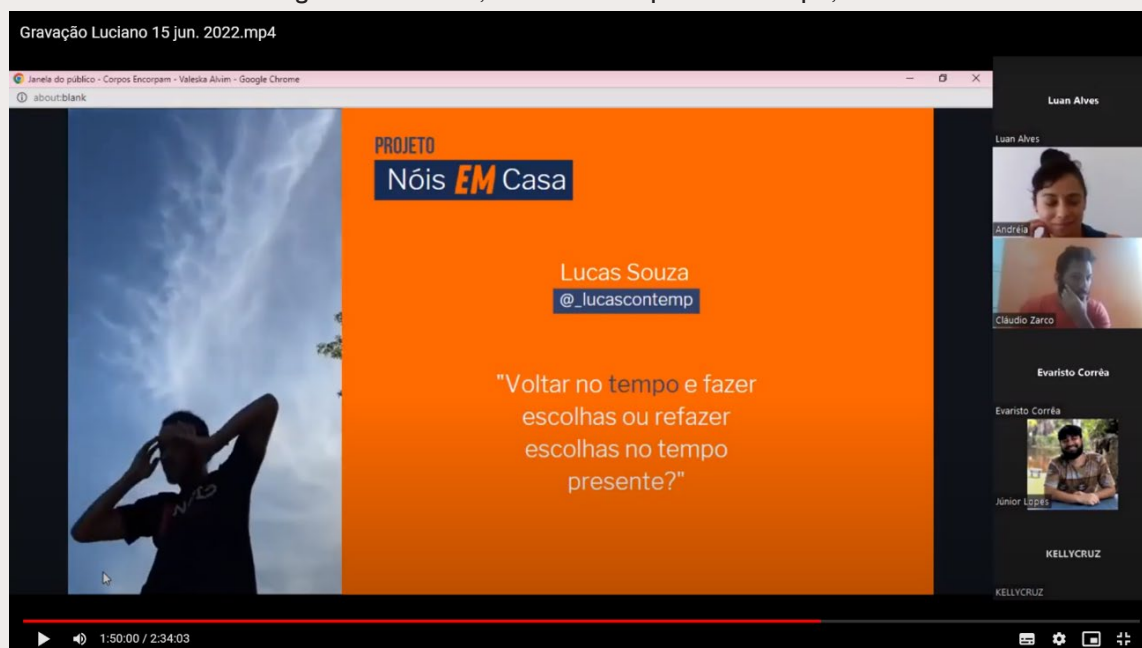 Gravação Luciano 15 jun. 2022.mp4
Janela do público - Corpos Encorpam - Valeska Alvim - Google Chrome
about:blank
PROJETO
Nóis EM Casa
Lucas Souza
@_lucascontemp
"Voltar no tempo e fazer
escolhas ou refazer
escolhas no tempo
presente?"
Luan Alves
Luan Alves
Andréia
Cláudio Zarco
Evaristo Corrêa
Evaristo Corrêa
Júnior Lopes
KELLYCRUZ
KELLYCRUZ
1:50:00 / 2:34:03